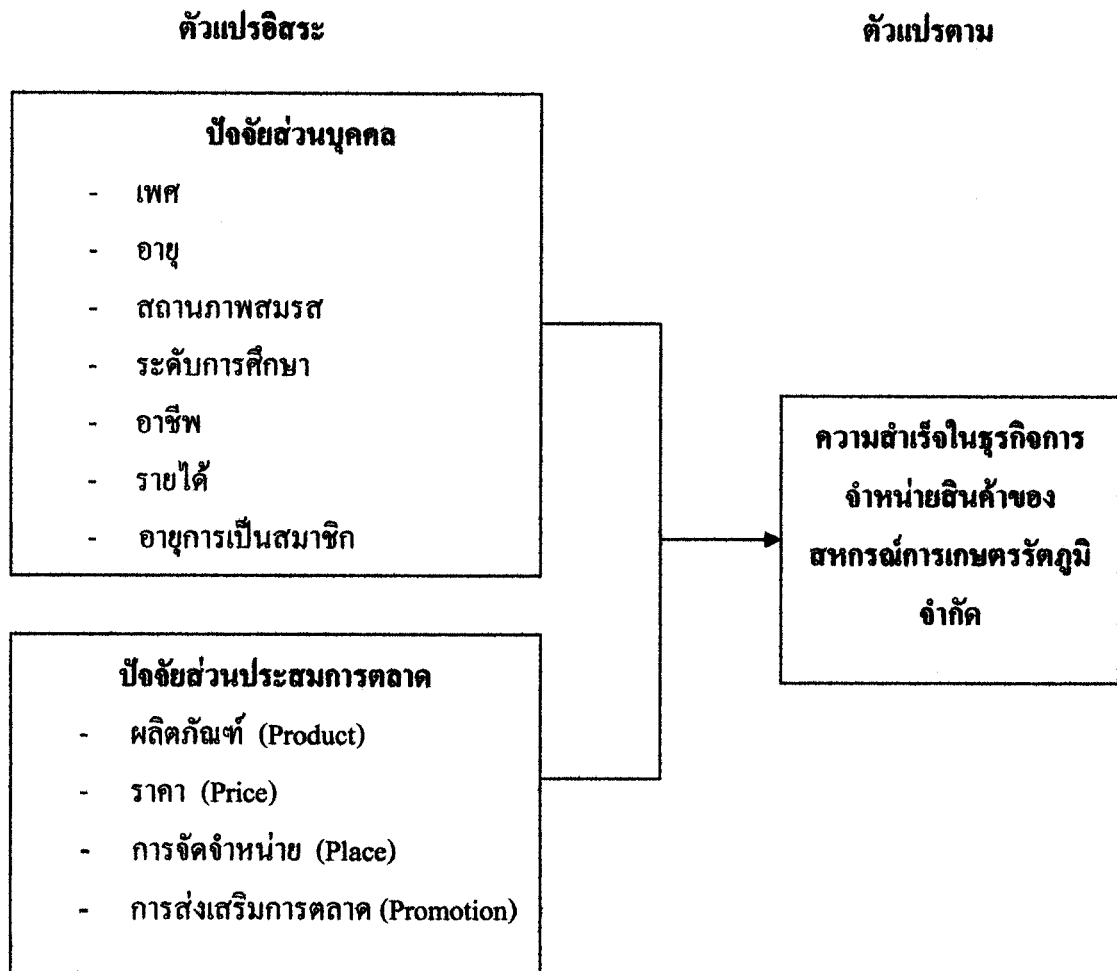 ตัวแปรอิสระ
ตัวแปรตาม
ปัจจัยส่วนบุคคล
- เพศ
- อายุ
- สถานภาพสมรส
- ระดับการศึกษา
- อาชีพ
- รายได้
- อายุการเป็นสมาชิก
ปัจจัยส่วนประสมการตลาด
- ผลิตภัณฑ์ (Product)
- ราคา (Price)
- การจัดจำหน่าย (Place)
- การส่งเสริมการตลาด (Promotion)
ความสำเร็จในธุรกิจการ
จำหน่ายสินค้าของ
สหกรณ์การเกษตรรัตภูมิ
จำกัด